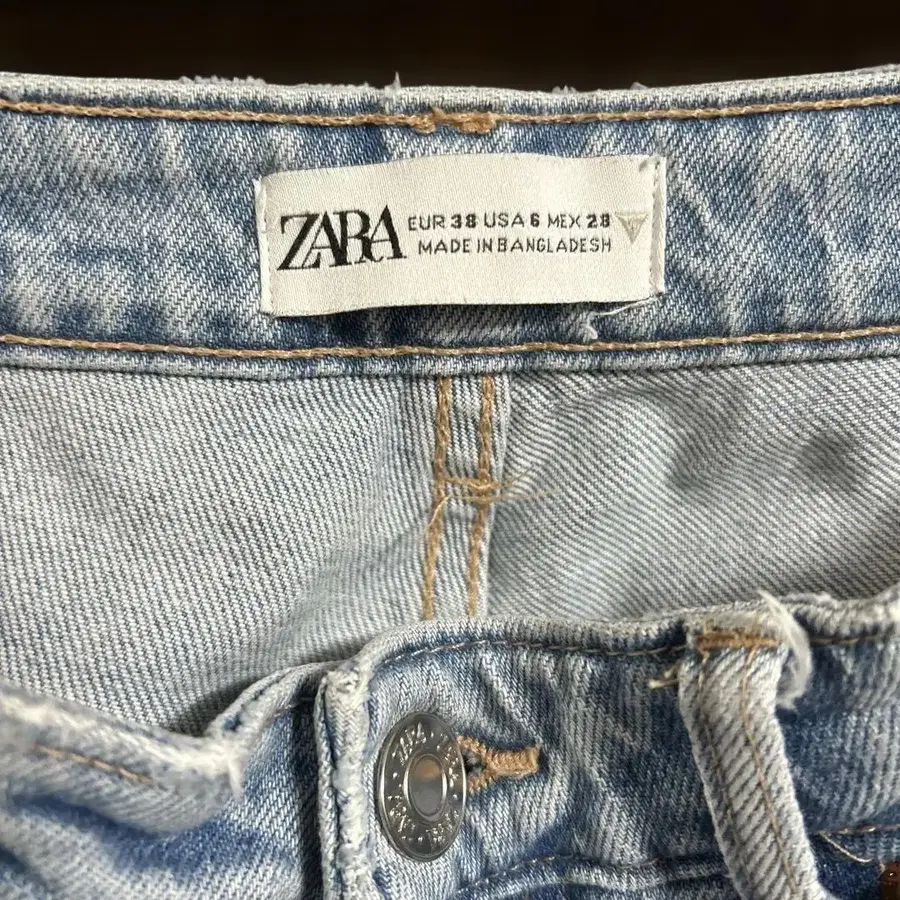 ZARA
EUR 38 USA 6 MEX 28
MADE IN BANGLADESH